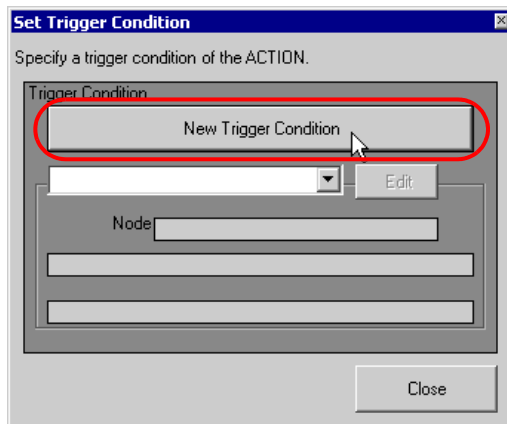 Set Trigger Condition
Specify a trigger condition of the ACTION.
Trigger Condition
New Trigger Condition
Edit
Node
Close